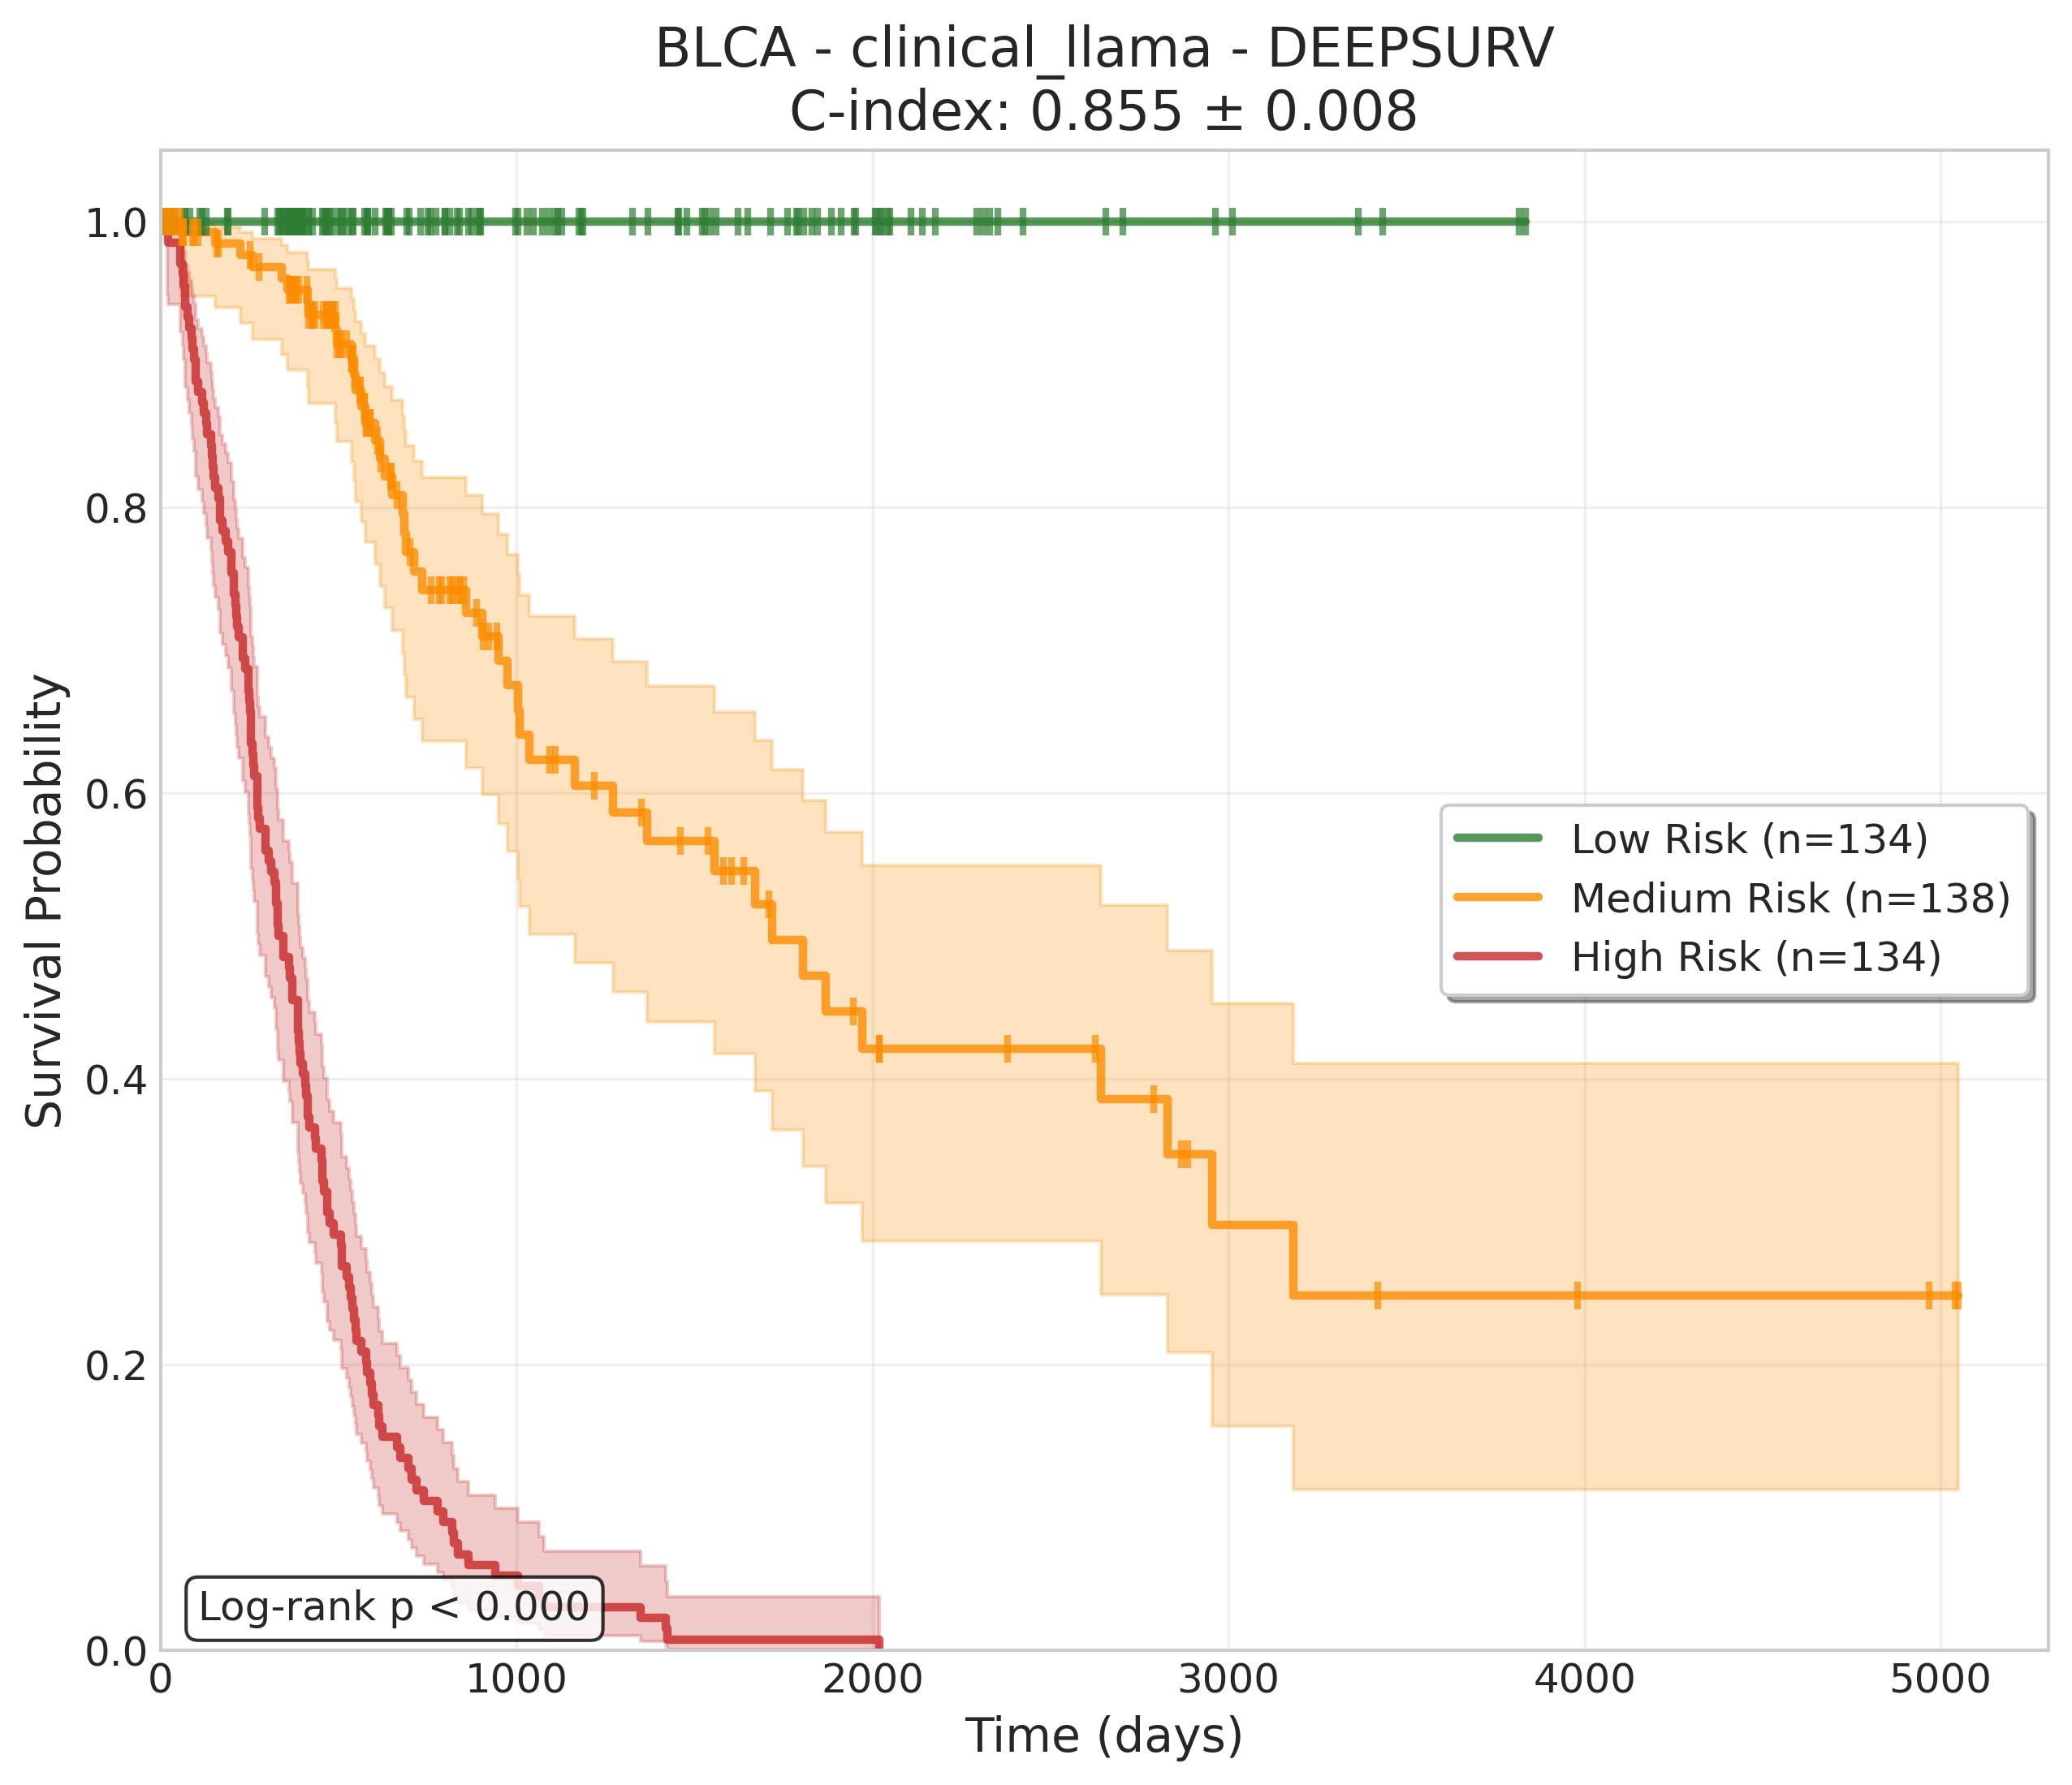 BLCA - clinical_llama - DEEPSURV
C-index: 0.855 ± 0.008
Survival Probability
1.0
0.8
0.6
0.4
0.2
0.0
Low Risk (n=134)
Medium Risk (n=138)
High Risk (n=134)
Log-rank p < 0.000
0 1000 2000 3000 4000 5000
Time (days)